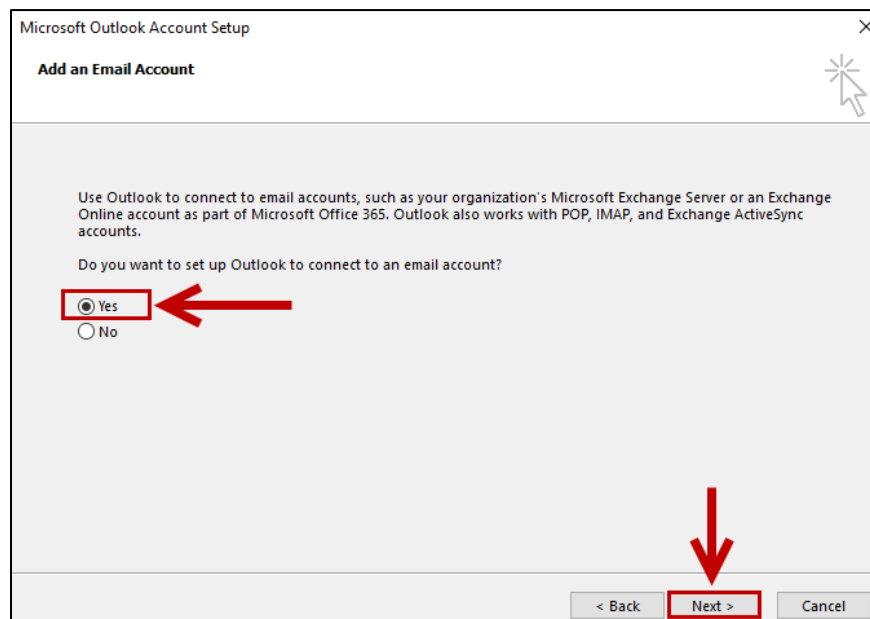 Microsoft Outlook Account Setup
Add an Email Account
Use Outlook to connect to email accounts, such as your organization's Microsoft Exchange Server or an Exchange
Online account as part of Microsoft Office 365. Outlook also works with POP, IMAP, and Exchange ActiveSync
accounts.
Do you want to set up Outlook to connect to an email account?
Yes
No
< Back Next > Cancel